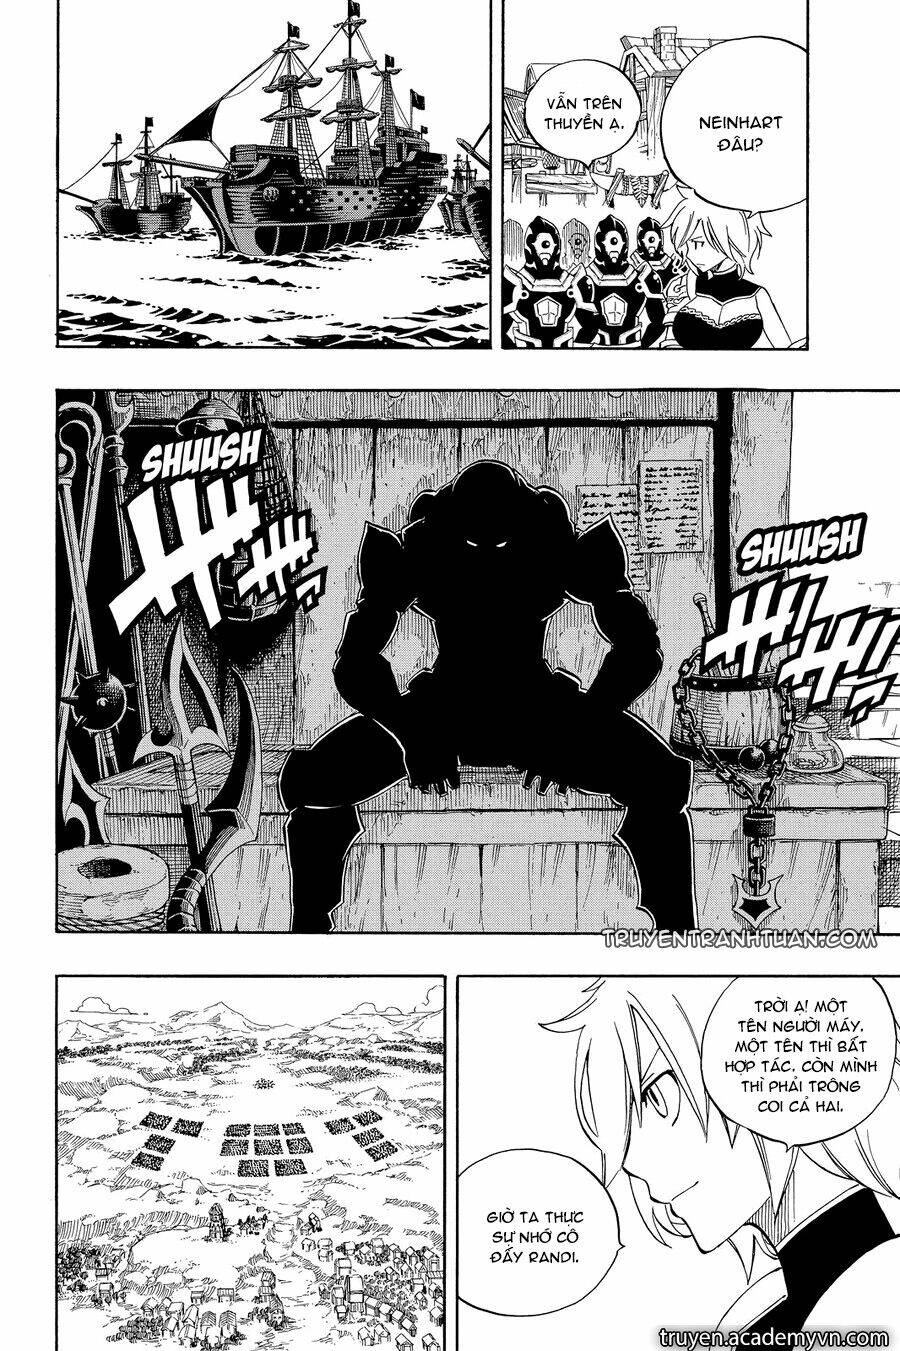 NEINHART
ĐÂU?
VẪN TRÊN
THUYỀN Ạ.
SHUUSH
SHUUSH
TRUYENTRANHTUAN.COM
TRỜI Ạ! MỘT
TÊN NGƯỜI MÁY.
MỘT TÊN THÌ BẤT
HỢP TÁC. CÒN MÌNH
THÌ PHẢI TRÔNG
COI CẢ HAI.
GIỜ TA THỰC
SỰ NHỚ CÔ
ĐẤY RANDI.
truyen.academyvn.com